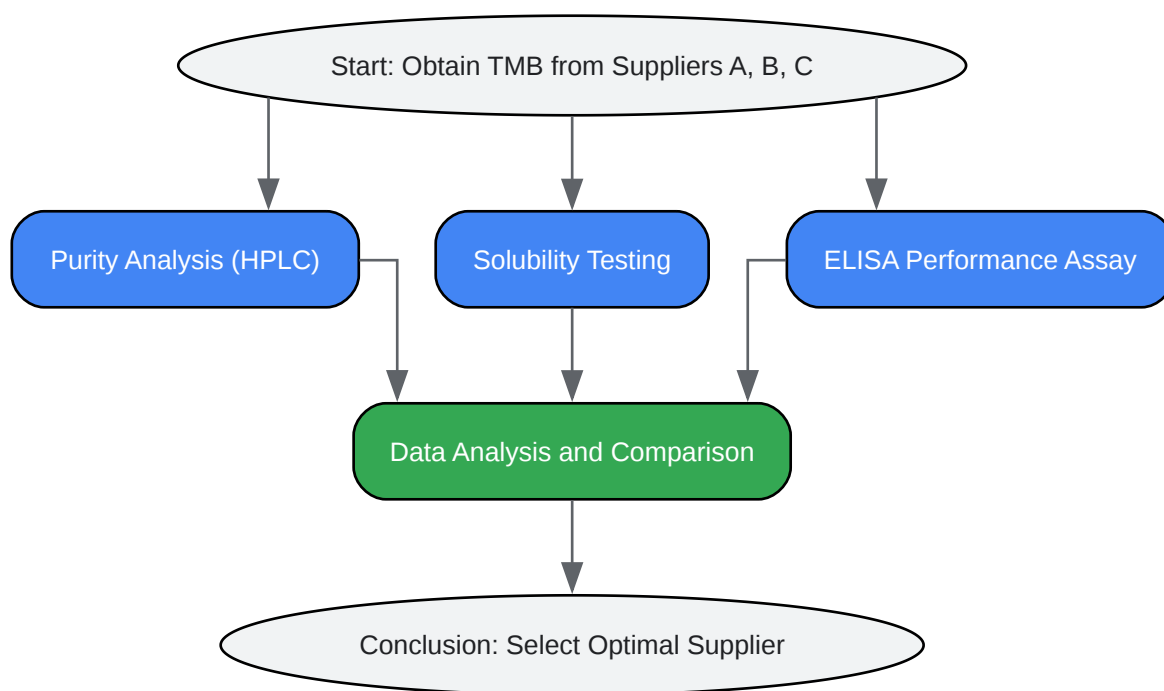 Start: Obtain TMB from Suppliers A, B, C
Purity Analysis (HPLC)
Solubility Testing
ELISA Performance Assay
Data Analysis and Comparison
Conclusion: Select Optimal Supplier